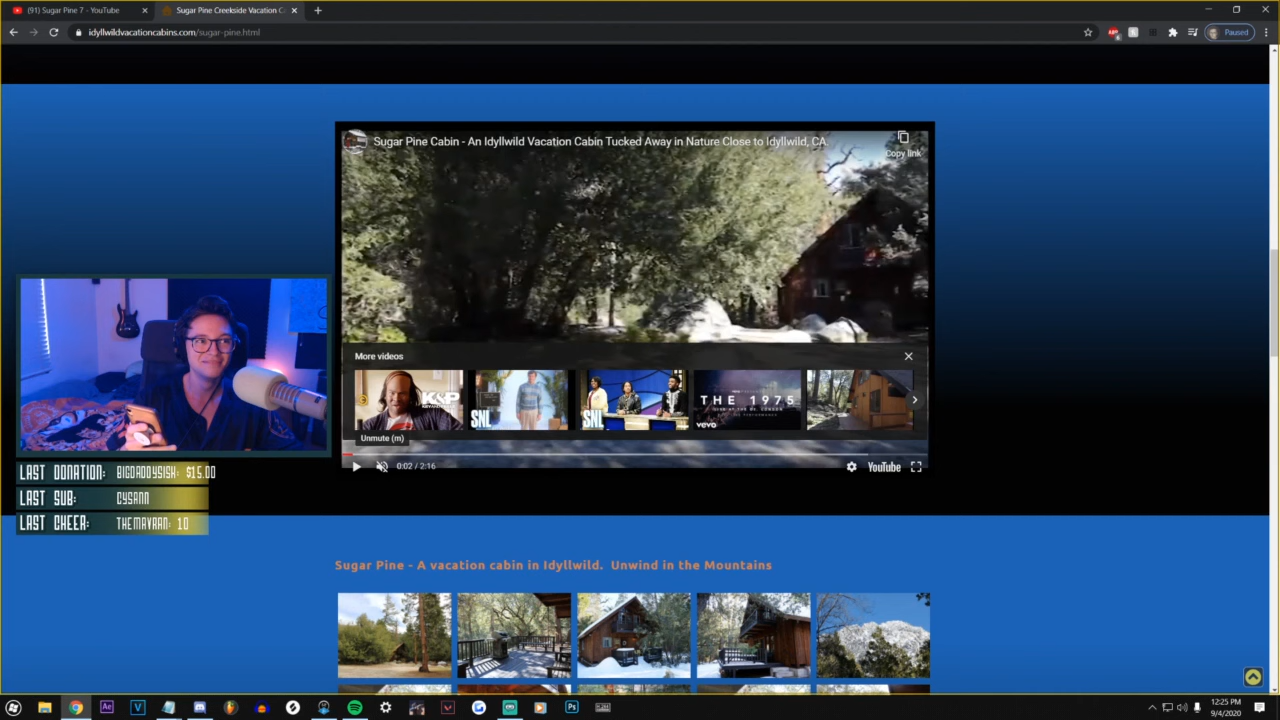 (91) Sugar Pine 7 - YouTube
Sugar Pine Creekside Vacation C
idyllwildvacationcabins.com/sugar-pine.html
Paused
Sugar Pine Cabin - An Idyllwild Vacation Cabin Tucked Away in Nature Close to Idyllwild, CA.
Copy link
More videos
K&P
SNL
SNL
THE 1975
vevo
Unmute (m)
0:02 / 2:16
YouTube
LAST DONATION: BIGDADDYSISH: $15.00
LAST SUB: CYSANN
LAST CHEER: THEMAVAAN: 10
Sugar Pine - A vacation cabin in Idyllwild. Unwind in the Mountains
Ae
V
Ps
12:25 PM
9/4/2020